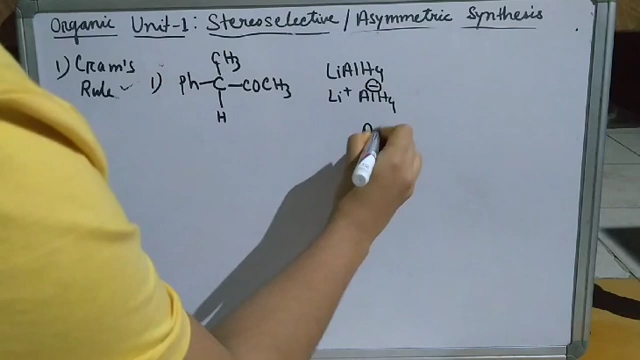 Organic Unit-1: Stereoselective / Asymmetric Synthesis
1) Cram's
Rule ✓
1) Ph–C–COCH3
CH3
H
LiAlH4
Li+ AlH4⊖